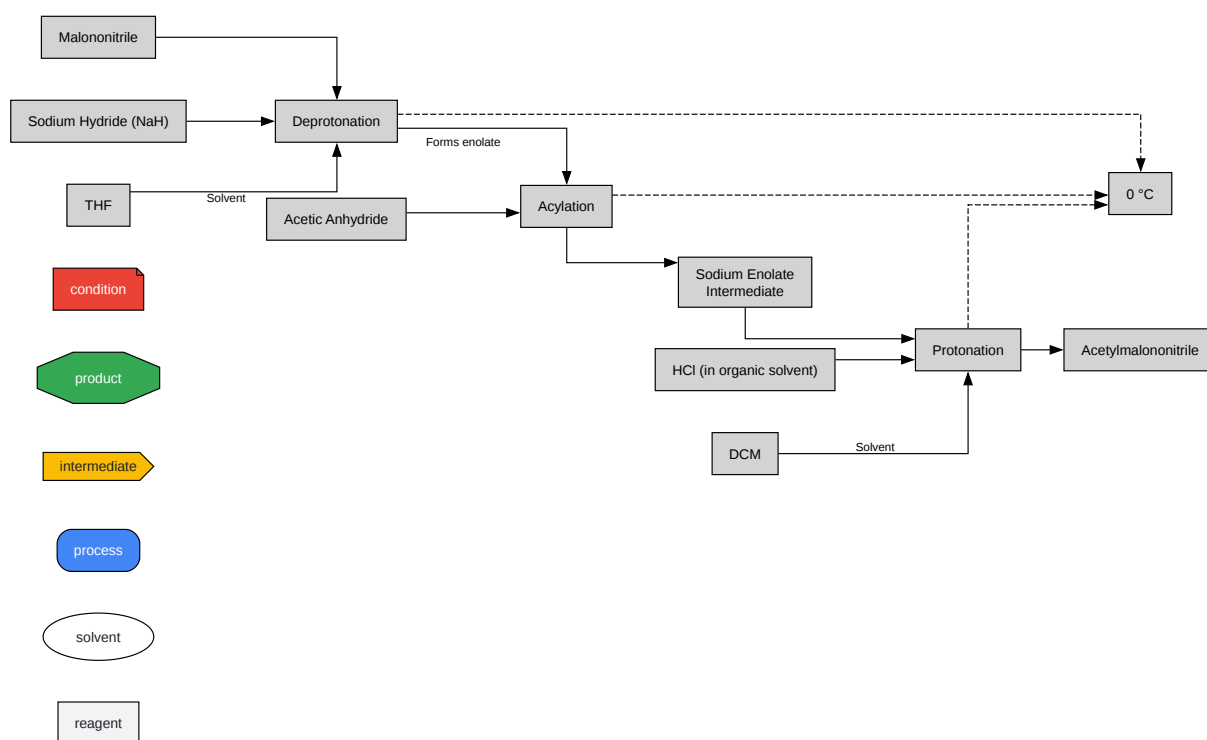 Malononitrile
Sodium Hydride (NaH)
Deprotonation
Forms enolate
THF
Solvent
Acetic Anhydride
Acylation
0 °C
Sodium Enolate
Intermediate
HCl (in organic solvent)
Protonation
Acetylmalononitrile
DCM
Solvent
condition
product
intermediate
process
solvent
reagent